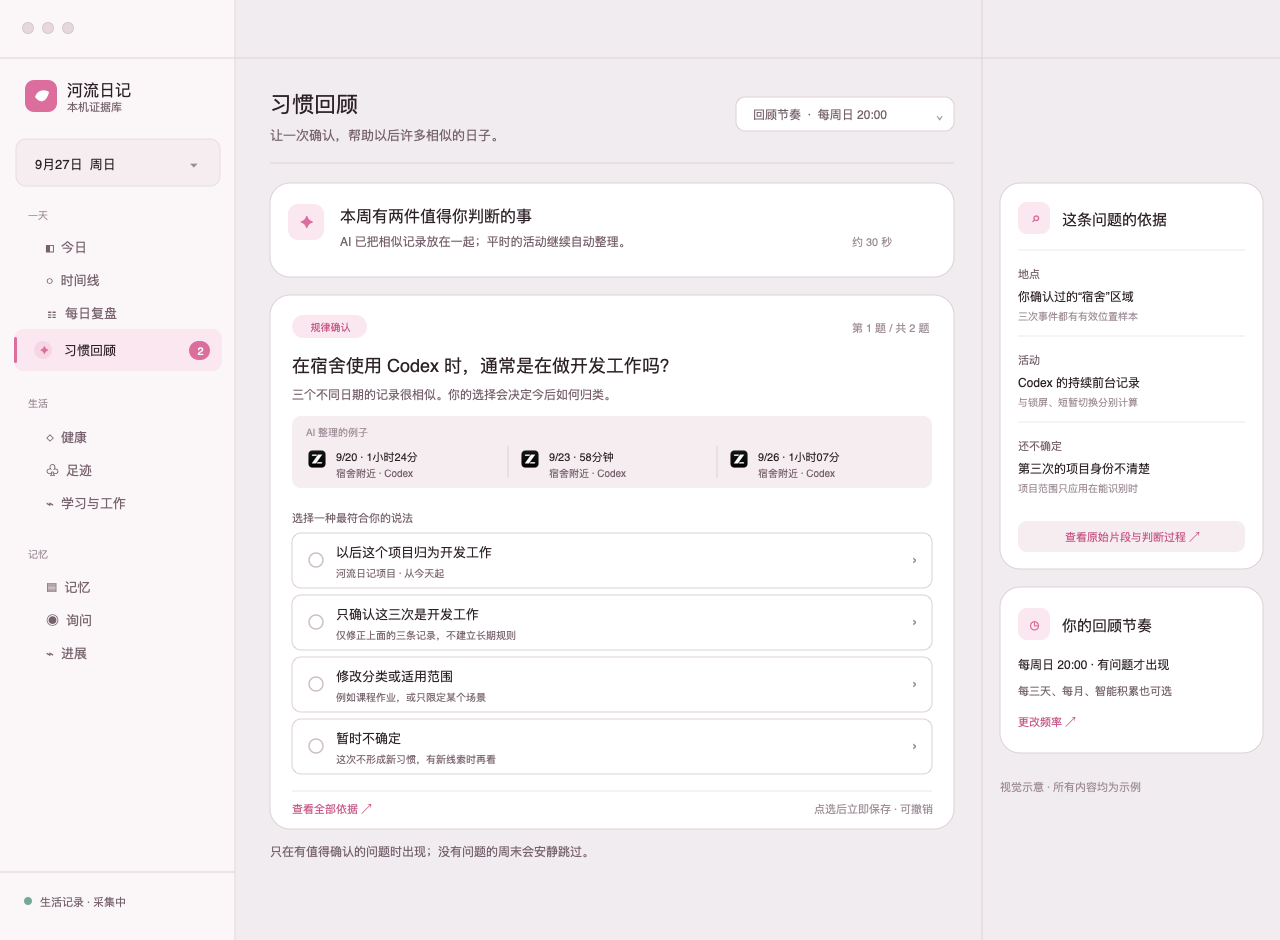 河流日记
本机证据库
9月27日 周日
一天
今日
时间线
每日复盘
习惯回顾
2
生活
健康
足迹
学习与工作
记忆
记忆
询问
进展
生活记录 · 采集中
习惯回顾
让一次确认，帮助以后许多相似的日子。
回顾节奏 · 每周日 20:00
本周有两件值得你判断的事
AI 已把相似记录放在一起；平时的活动继续自动整理。
约 30 秒
规律确认
第 1 题 / 共 2 题
在宿舍使用 Codex 时，通常是在做开发工作吗？
三个不同日期的记录很相似。你的选择会决定今后如何归类。
AI 整理的例子
9/20 · 1小时24分
宿舍附近 · Codex
9/23 · 58分钟
宿舍附近 · Codex
9/26 · 1小时07分
宿舍附近 · Codex
选择一种最符合你的说法
以后这个项目归为开发工作
河流日记项目 · 从今天起
只确认这三次是开发工作
仅修正上面的三条记录，不建立长期规则
修改分类或适用范围
例如课程作业，或只限定某个场景
暂时不确定
这次不形成新习惯，有新线索时再看
查看全部依据 ↗
点选后立即保存 · 可撤销
只在有值得确认的问题时出现；没有问题的周末会安静跳过。
这条问题的依据
地点
你确认过的“宿舍”区域
三次事件都有有效位置样本
活动
Codex 的持续前台记录
与锁屏、短暂切换分别计算
还不确定
第三次的项目身份不清楚
项目范围只应用在能识别时
查看原始片段与判断过程 ↗
你的回顾节奏
每周日 20:00 · 有问题才出现
每三天、每月、智能积累也可选
更改频率 ↗
视觉示意 · 所有内容均为示例